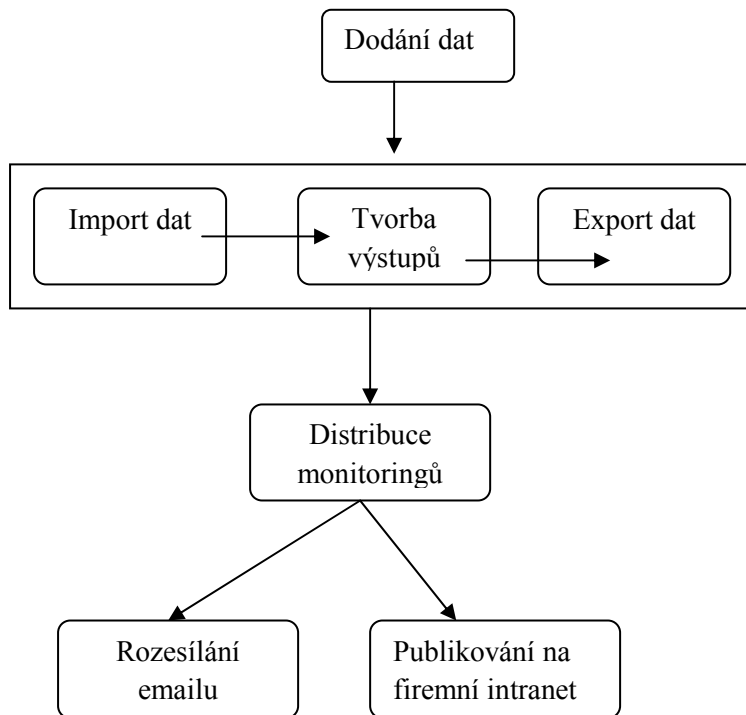 Dodání dat
Import dat
Tvorba
výstupů
Export dat
Distribuce
monitoringů
Rozesílání
emailu
Publikování na
firemní intranet